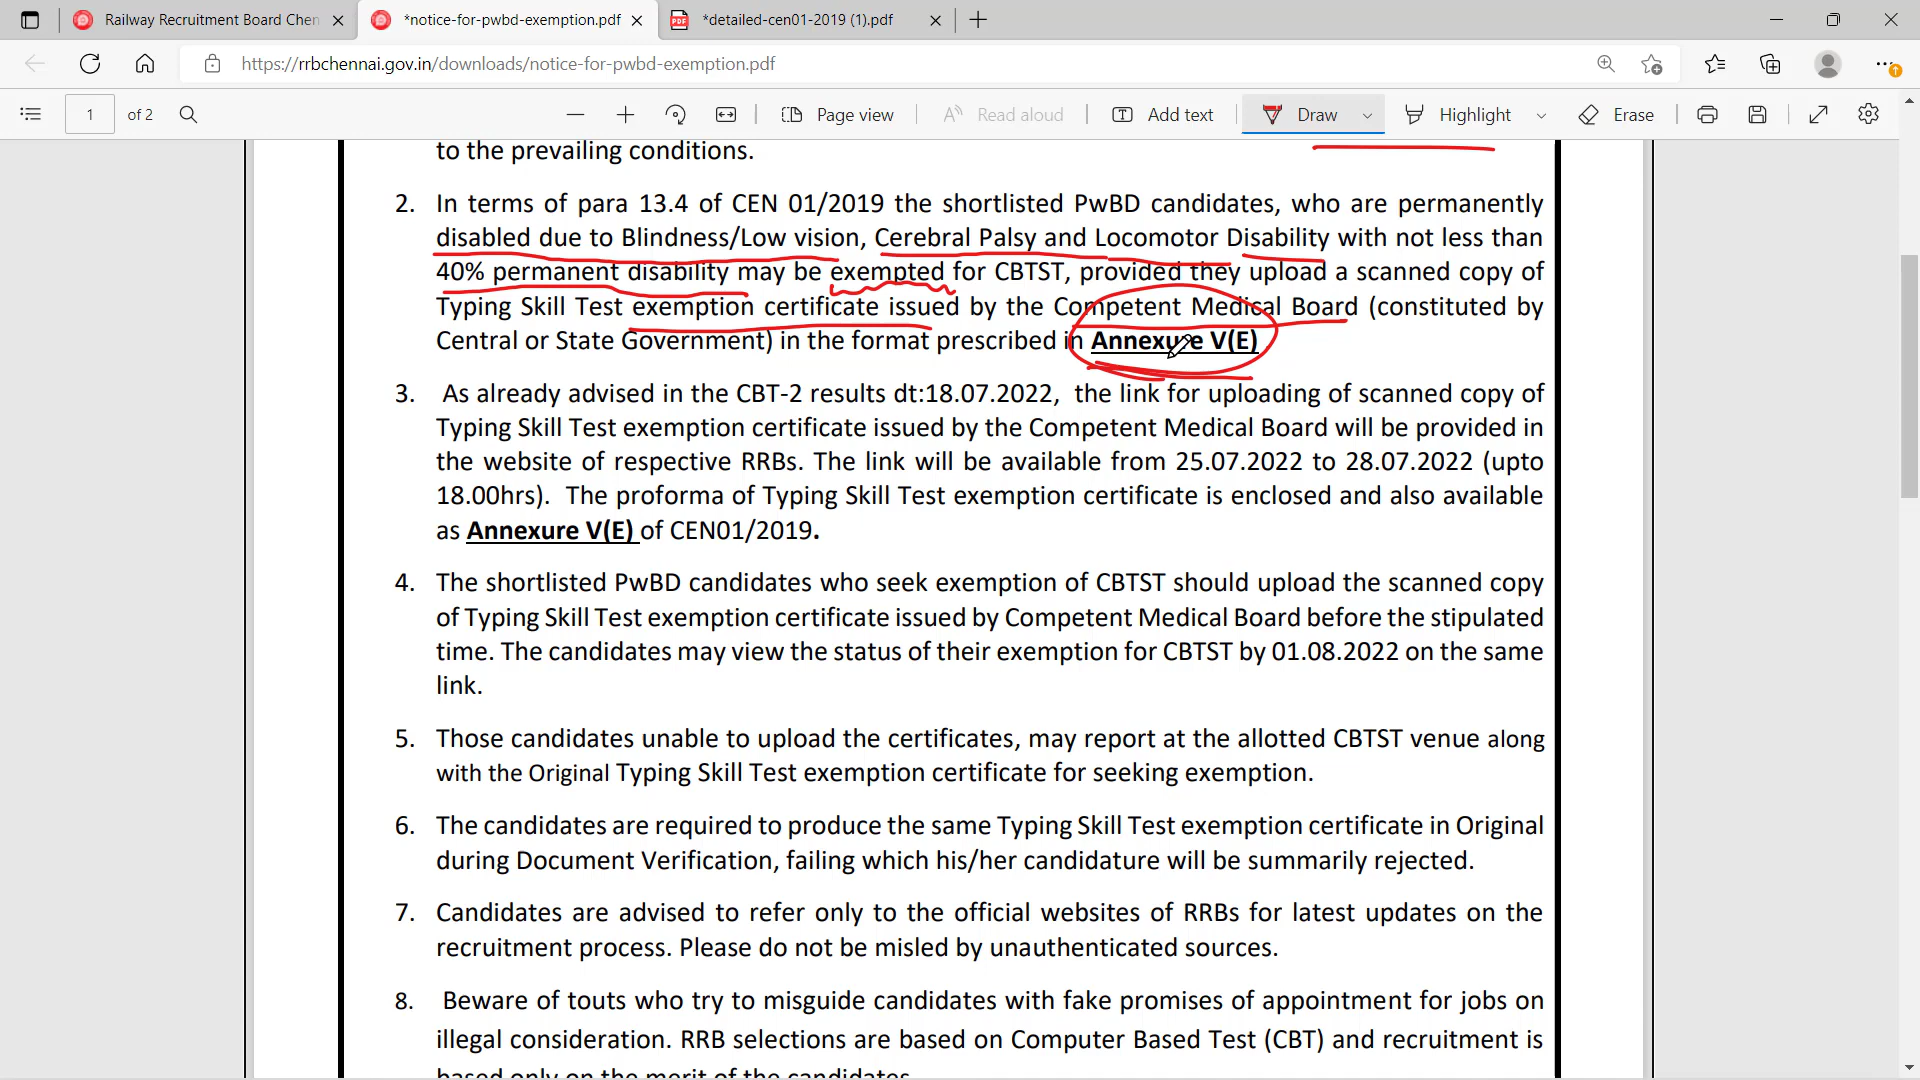 Railway Recruitment Board Chen
*notice-for-pwbd-exemption.pdf
*detailed-cen01-2019 (1).pdf
https://rrbchennai.gov.in/downloads/notice-for-pwbd-exemption.pdf
1 of 2 Page view Read aloud Add text Draw Highlight Erase
to the prevailing conditions.
2. In terms of para 13.4 of CEN 01/2019 the shortlisted PwBD candidates, who are permanently
disabled due to Blindness/Low vision, Cerebral Palsy and Locomotor Disability with not less than
40% permanent disability may be exempted for CBTST, provided they upload a scanned copy of
Typing Skill Test exemption certificate issued by the Competent Medical Board (constituted by
Central or State Government) in the format prescribed in Annexure V(E)
3. As already advised in the CBT-2 results dt:18.07.2022, the link for uploading of scanned copy of
Typing Skill Test exemption certificate issued by the Competent Medical Board will be provided in
the website of respective RRBs. The link will be available from 25.07.2022 to 28.07.2022 (upto
18.00hrs). The proforma of Typing Skill Test exemption certificate is enclosed and also available
as Annexure V(E) of CEN01/2019.
4. The shortlisted PwBD candidates who seek exemption of CBTST should upload the scanned copy
of Typing Skill Test exemption certificate issued by Competent Medical Board before the stipulated
time. The candidates may view the status of their exemption for CBTST by 01.08.2022 on the same
link.
5. Those candidates unable to upload the certificates, may report at the allotted CBTST venue along
with the Original Typing Skill Test exemption certificate for seeking exemption.
6. The candidates are required to produce the same Typing Skill Test exemption certificate in Original
during Document Verification, failing which his/her candidature will be summarily rejected.
7. Candidates are advised to refer only to the official websites of RRBs for latest updates on the
recruitment process. Please do not be misled by unauthenticated sources.
8. Beware of touts who try to misguide candidates with fake promises of appointment for jobs on
illegal consideration. RRB selections are based on Computer Based Test (CBT) and recruitment is
based only on the merit of the candidates.